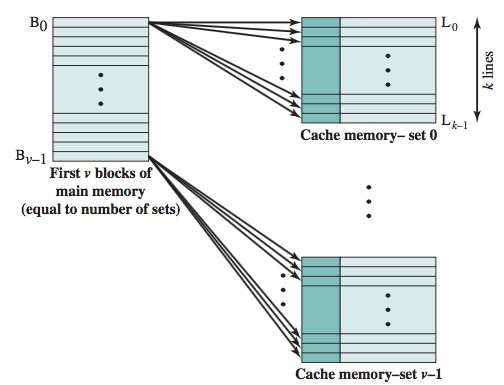 B0
L0
k lines
Lk–1
Cache memory– set 0
Bv–1
First v blocks of
main memory
(equal to number of sets)
Cache memory–set v–1